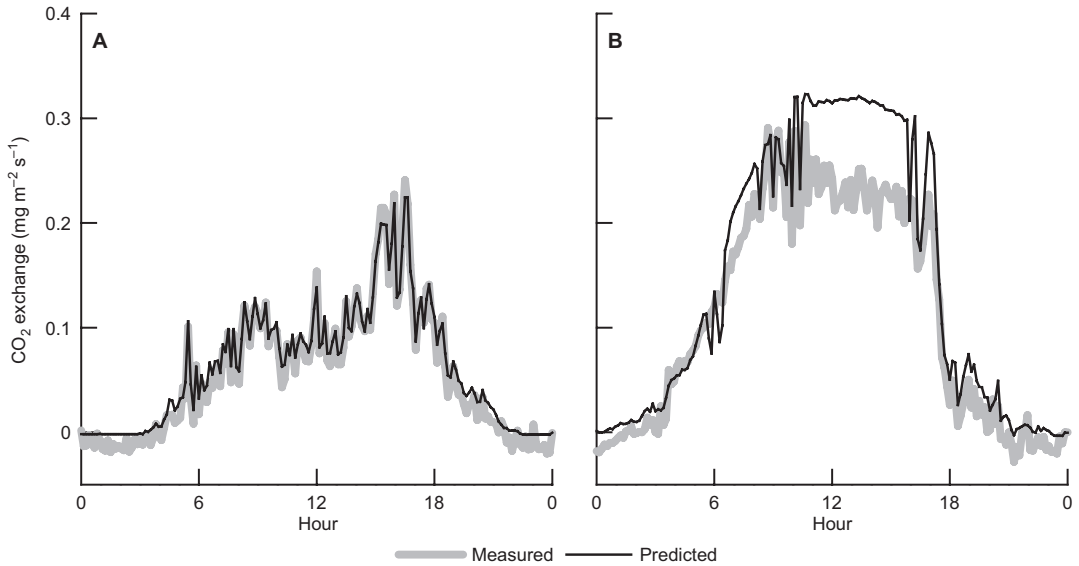 A
B
CO₂ exchange (mg m⁻² s⁻¹)
0.4
0.3
0.2
0.1
0
0 6 12 18 0
0 6 12 18 0
Hour
Hour
Measured
Predicted